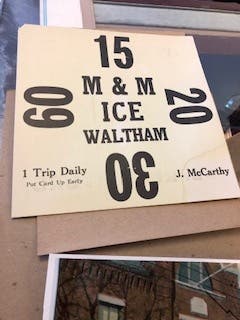 15
M & M
ICE
WALTHAM
60
20
30
1 Trip Daily
Put Card Up Early
J. McCarthy